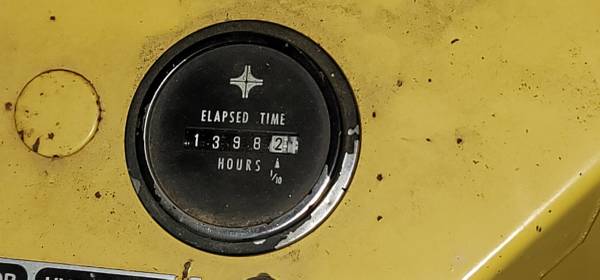 ELAPSED TIME
1 3 9 8 2
HOURS
1/10